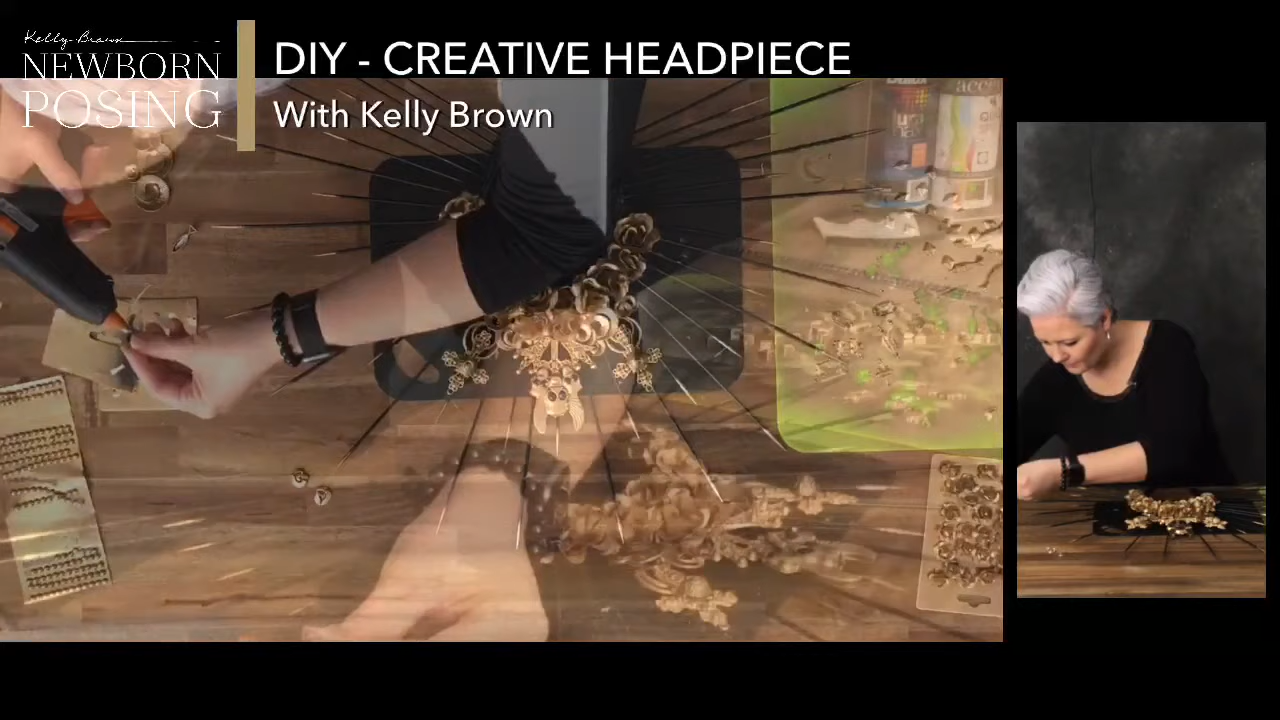 Kelly Brown
NEWBORN
POSING
DIY - CREATIVE HEADPIECE
With Kelly Brown